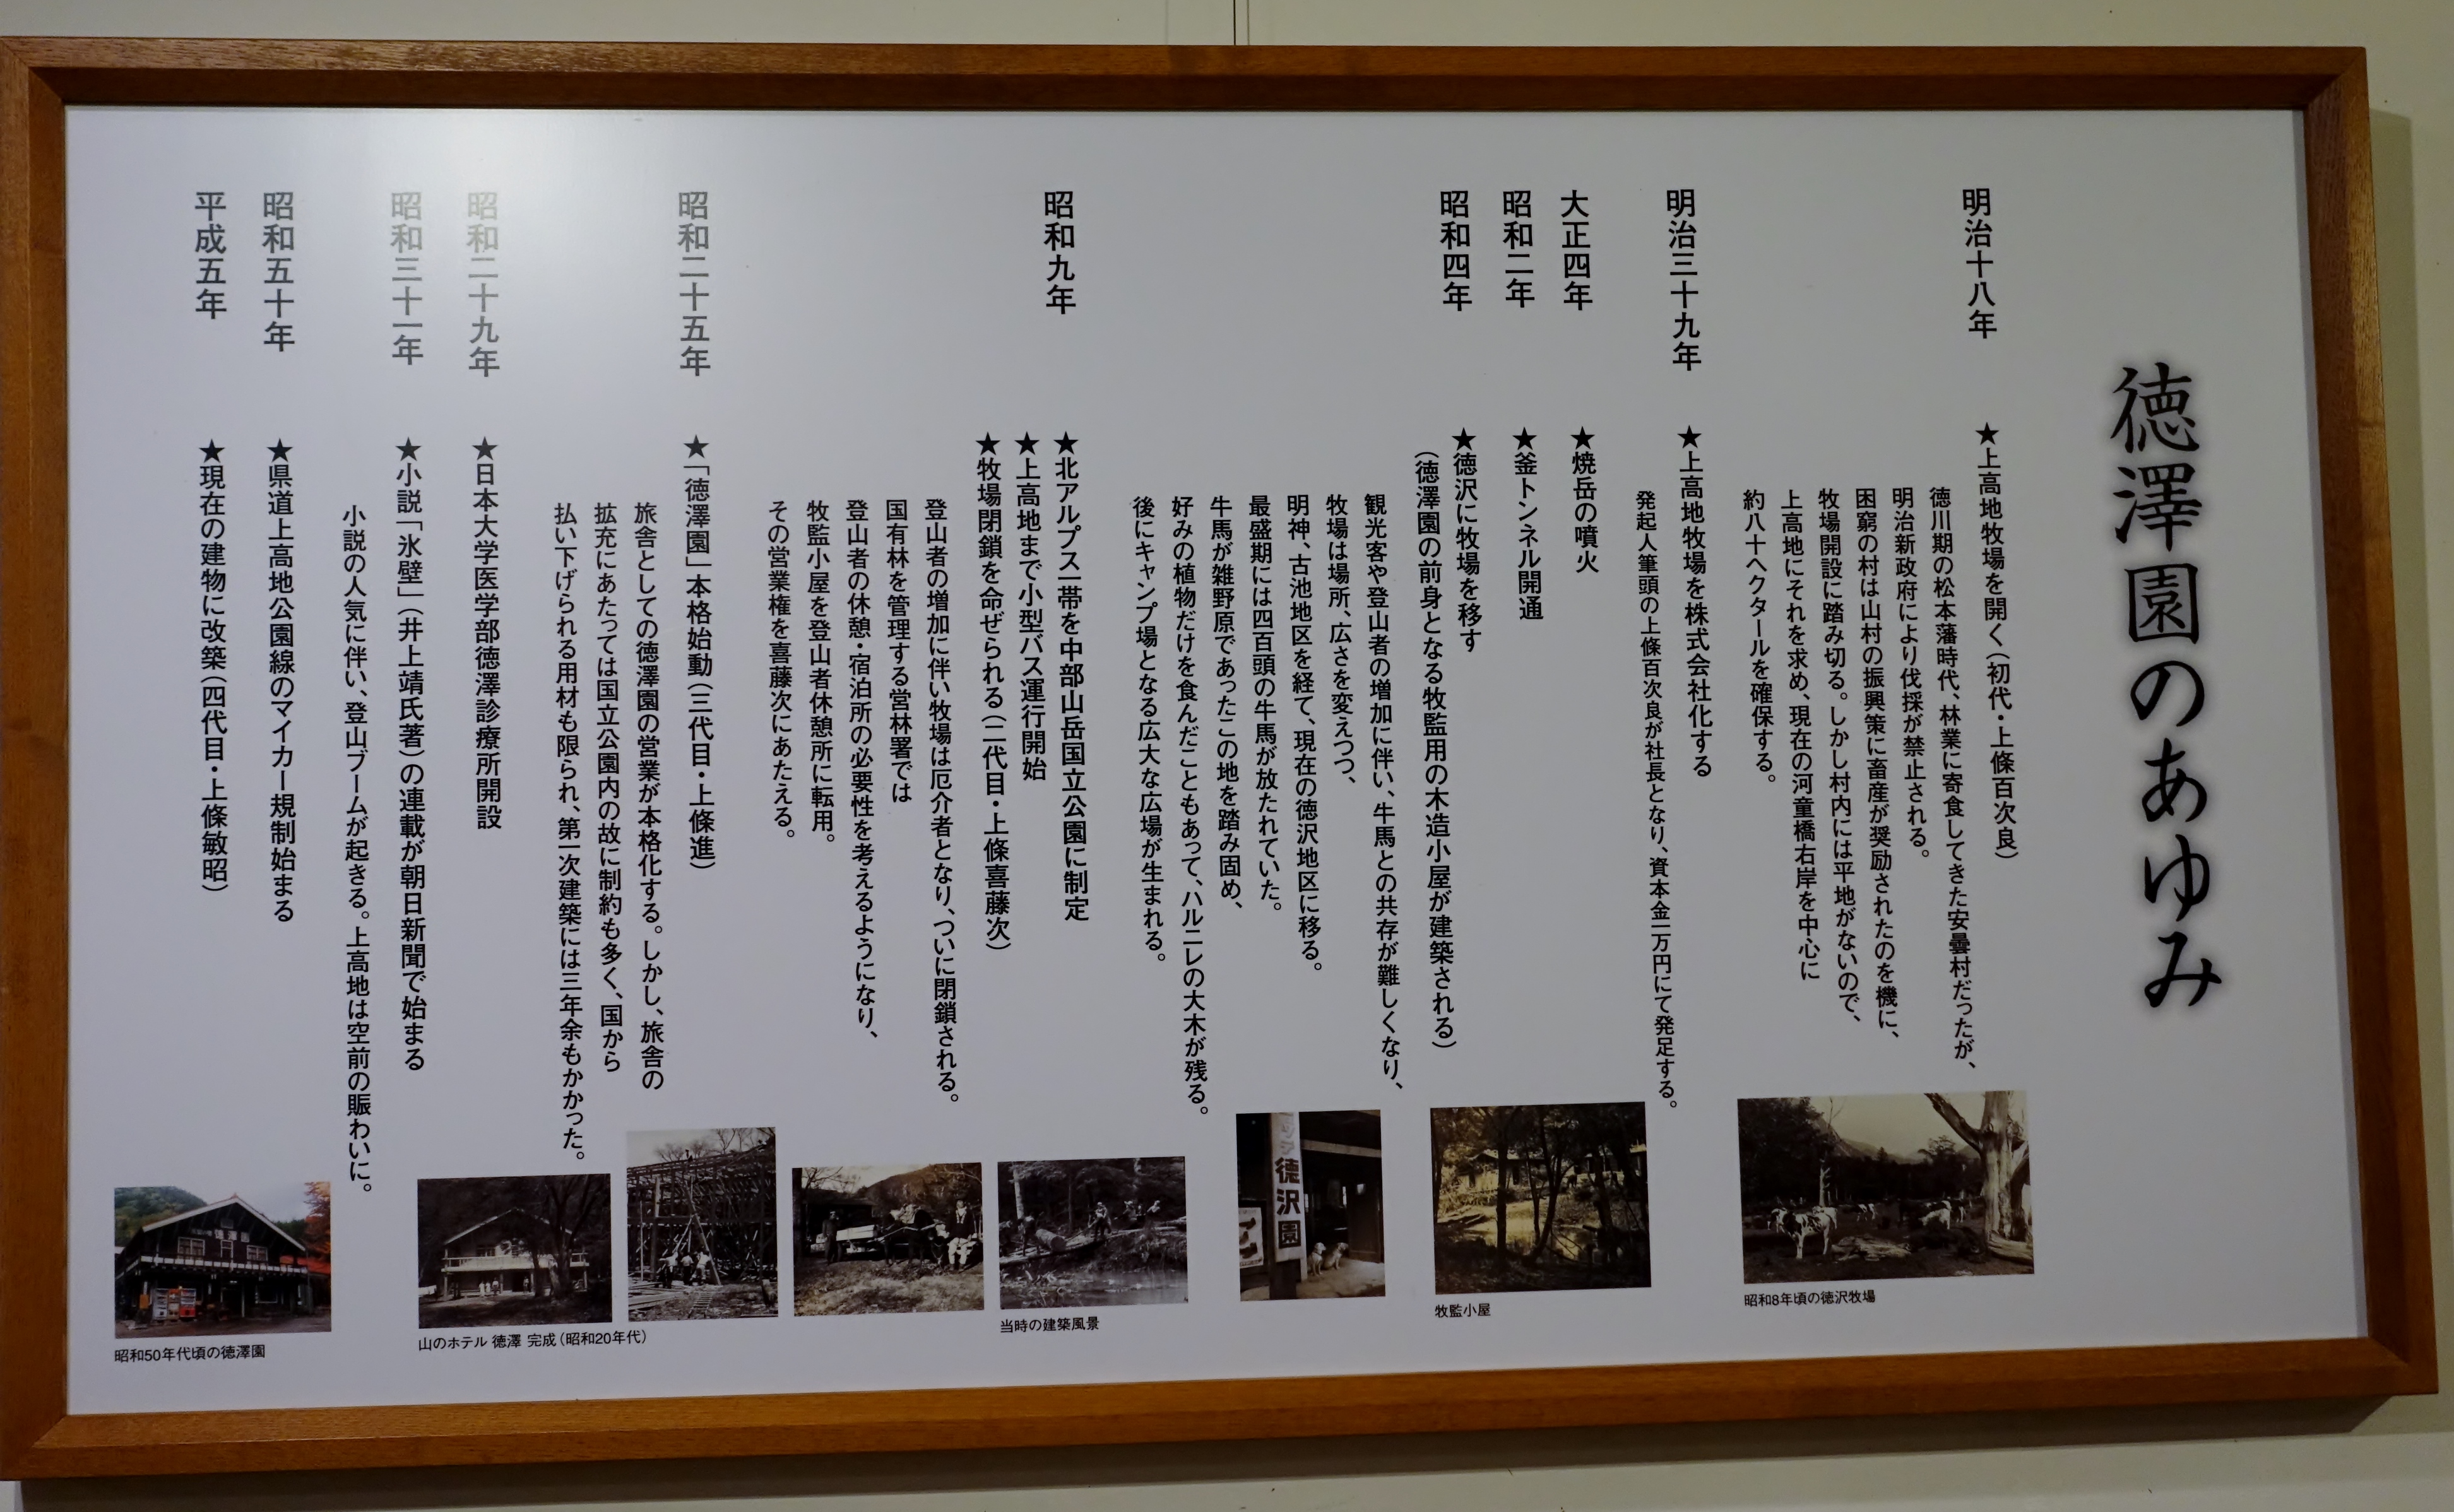 徳澤園のあゆみ
明治十八年
★上高地牧場を開く（初代・上條百次良）
徳川期の松本藩時代、林業に寄食してきた安曇村だったが、
明治新政府により伐採が禁止される。
困窮の村は山村の振興策に畜産が奨励されたのを機に、
牧場開設に踏み切る。しかし村内には平地がないので、
上高地にそれを求め、現在の河童橋右岸を中心に
約八十ヘクタールを確保する。
明治三十九年
★上高地牧場を株式会社化する
発起人筆頭の上條百次良が社長となり、資本金一万円にて発足する。
大正四年
★焼岳の噴火
昭和二年
★釜トンネル開通
昭和四年
★徳沢に牧場を移す
（徳澤園の前身となる牧監用の木造小屋が建築される）
観光客や登山者の増加に伴い、牛馬との共存が難しくなり、
牧場は場所、広さを変えつつ、
明神、古池地区を経て、現在の徳沢地区に移る。
最盛期には四百頭の牛馬が放たれていた。
牛馬が雑野原であったこの地を踏み固め、
好みの植物だけを食んだこともあって、ハルニレの大木が残る。
後にキャンプ場となる広大な広場が生まれる。
昭和九年
★北アルプス一帯を中部山岳国立公園に制定
★上高地まで小型バス運行開始
★牧場閉鎖を命ぜられる（二代目・上條喜藤次）
登山者の増加に伴い牧場は厄介者となり、ついに閉鎖される。
国有林を管理する営林署では
登山者の休憩・宿泊所の必要性を考えるようになり、
牧監小屋を登山者休憩所に転用。
その営業権を喜藤次にあたえる。
昭和二十五年
★「徳澤園」本格始動（三代目・上條進）
旅舎としての徳澤園の営業が本格化する。しかし、旅舎の
拡充にあたっては国立公園内の故に制約も多く、国から
払い下げられる用材も限られ、第一次建築には三年余もかかった。
昭和二十九年
★日本大学医学部徳澤診療所開設
昭和三十一年
★小説「氷壁」（井上靖氏著）の連載が朝日新聞で始まる
小説の人気に伴い、登山ブームが起きる。上高地は空前の賑わいに。
昭和五十年
★県道上高地公園線のマイカー規制始まる
平成五年
★現在の建物に改築（四代目・上條敏昭）
昭和8年頃の徳沢牧場
牧監小屋
徳沢園
当時の建築風景
山のホテル 徳澤 完成（昭和20年代）
昭和50年代頃の徳澤園